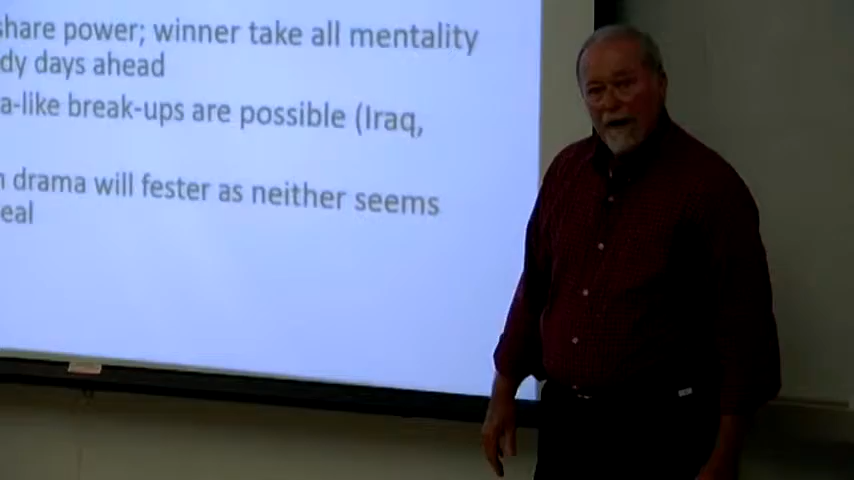 share power; winner take all mentality
dy days ahead
a-like break-ups are possible (Iraq,
drama will fester as neither seems
eal